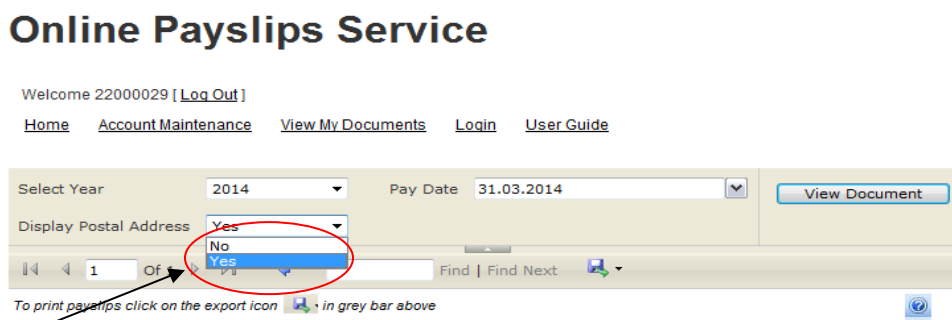 Online Payslips Service
Welcome 22000029 [ Log Out ]
Home Account Maintenance View My Documents Login User Guide
Select Year 2014 Pay Date 31.03.2014 View Document
Display Postal Address Yes
No
Yes
1 Of Find | Find Next
To print payslips click on the export icon in grey bar above